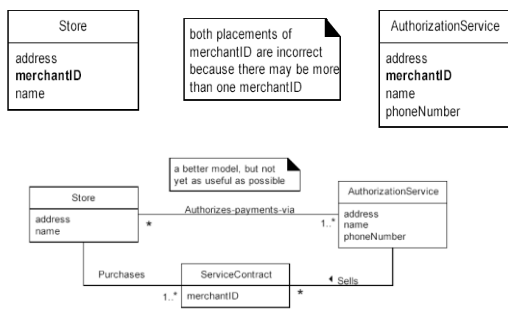 Store
address
merchantID
name
both placements of
merchantID are incorrect
because there may be more
than one merchantID
AuthorizationService
address
merchantID
name
phoneNumber
a better model, but not
yet as useful as possible
Store
address
name
Authorizes-payments-via
*
1..*
AuthorizationService
address
name
phoneNumber
Purchases
1..*
ServiceContract
merchantID
*
Sells